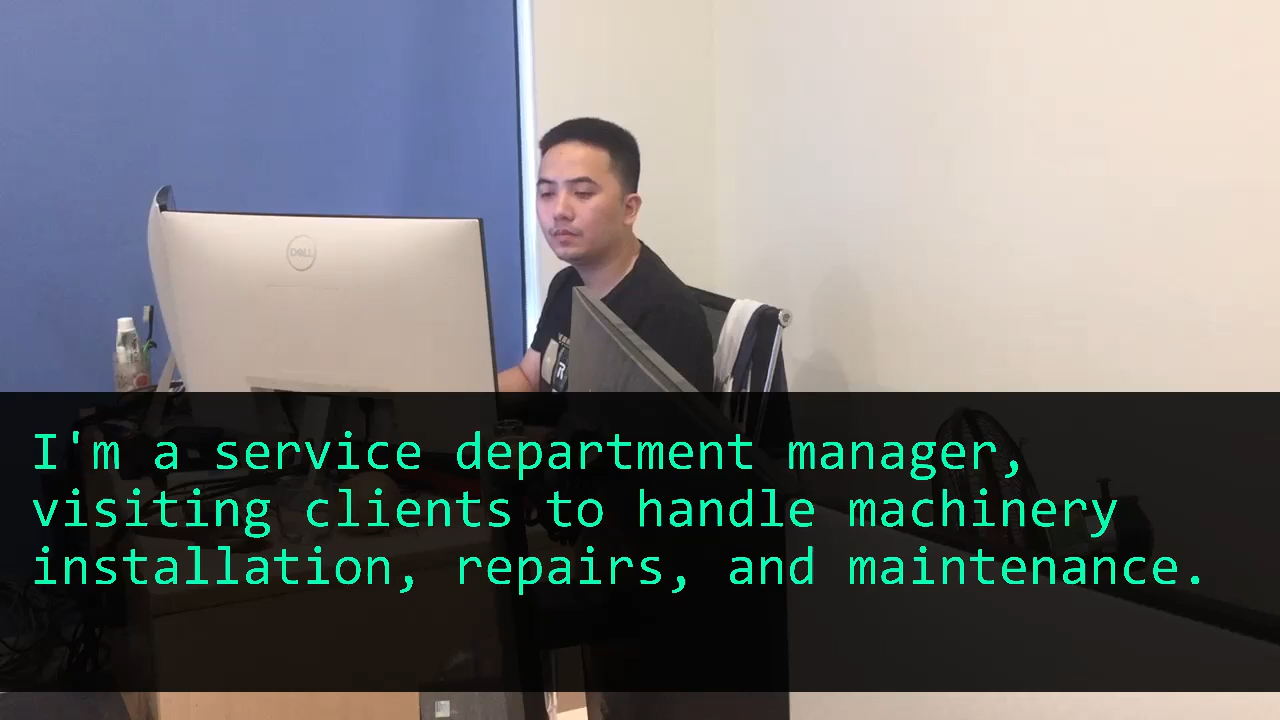 DELL
I'm a service department manager,
visiting clients to handle machinery
installation, repairs, and maintenance.